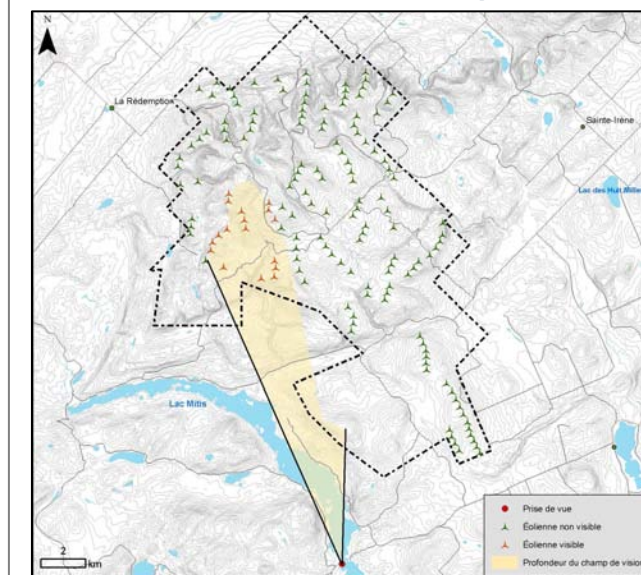 N
La Rédemption
Sainte-Irène
Lac des Huit Milles
Lac Mitis
Prise de vue
Éolienne non visible
Éolienne visible
Profondeur du champ de vision
2
km